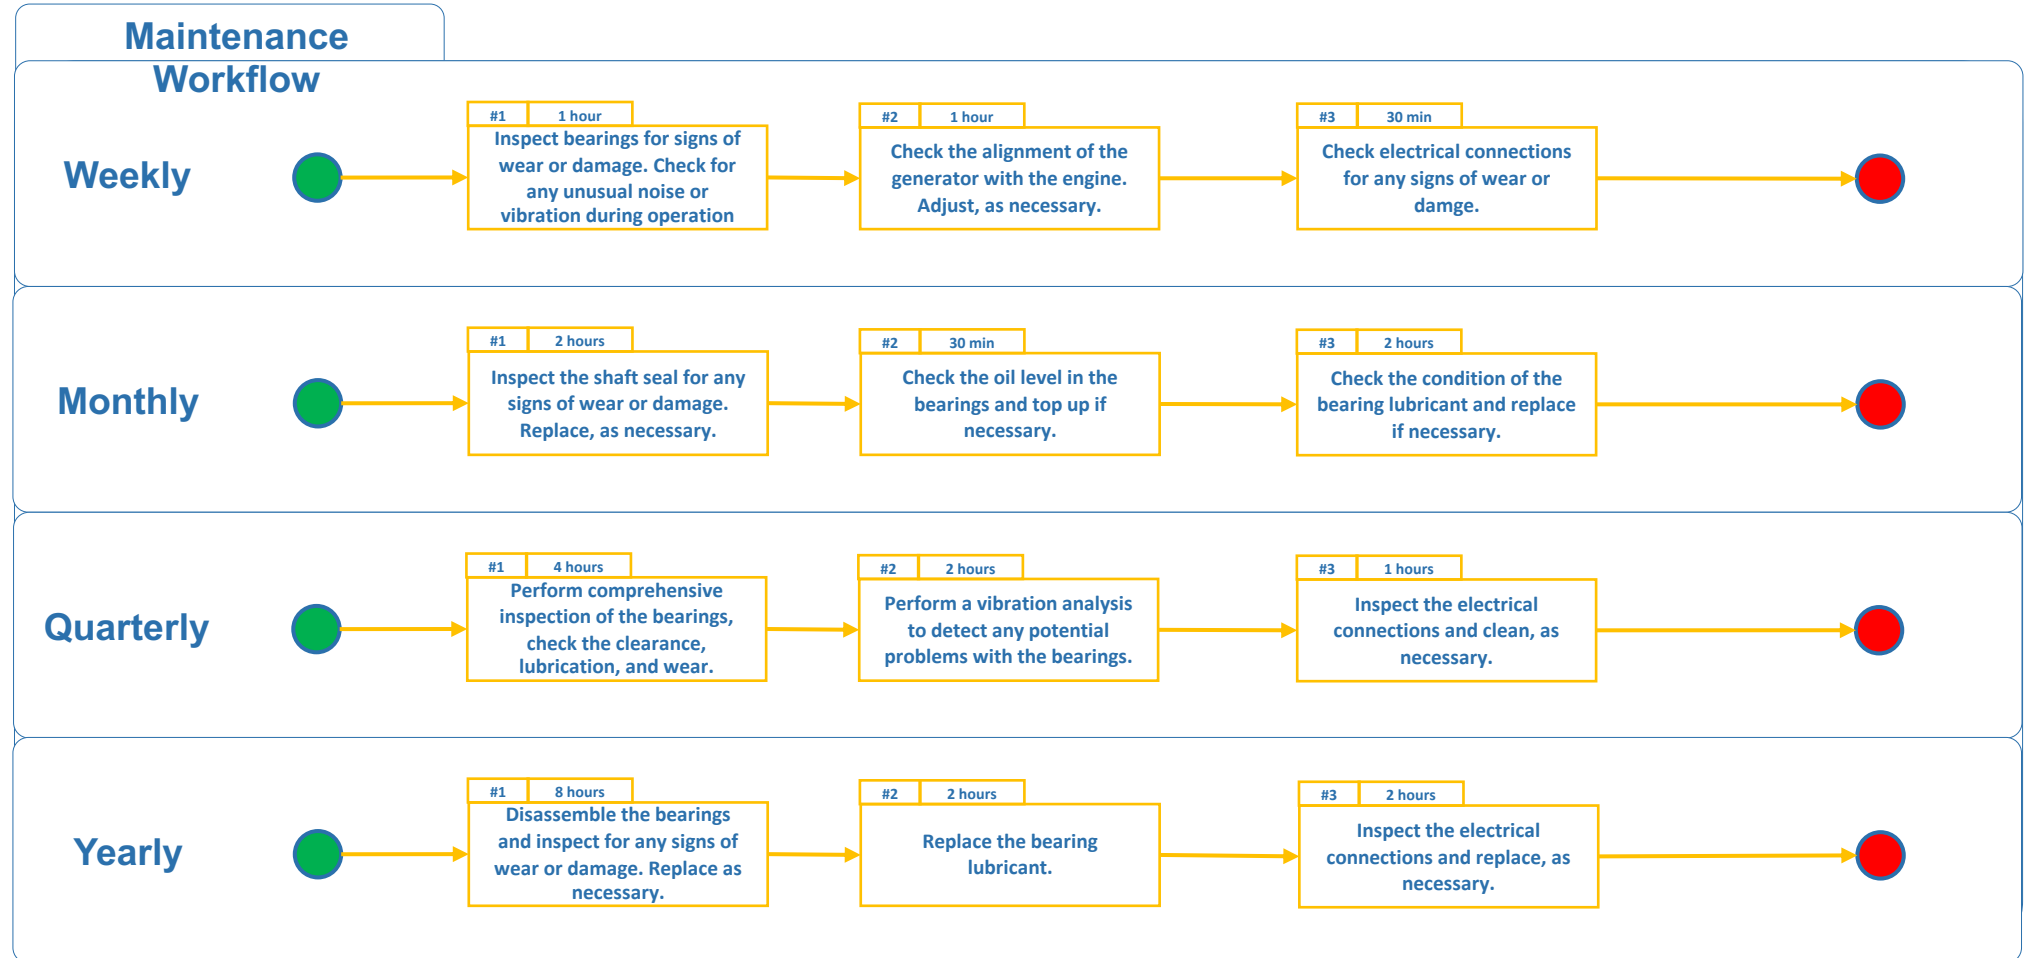 Maintenance
Workflow
Weekly
#1 1 hour
Inspect bearings for signs of
wear or damage. Check for
any unusual noise or
vibration during operation
#2 1 hour
Check the alignment of the
generator with the engine.
Adjust, as necessary.
#3 30 min
Check electrical connections
for any signs of wear or
damge.
Monthly
#1 2 hours
Inspect the shaft seal for any
signs of wear or damage.
Replace, as necessary.
#2 30 min
Check the oil level in the
bearings and top up if
necessary.
#3 2 hours
Check the condition of the
bearing lubricant and replace
if necessary.
Quarterly
#1 4 hours
Perform comprehensive
inspection of the bearings,
check the clearance,
lubrication, and wear.
#2 2 hours
Perform a vibration analysis
to detect any potential
problems with the bearings.
#3 1 hours
Inspect the electrical
connections and clean, as
necessary.
Yearly
#1 8 hours
Disassemble the bearings
and inspect for any signs of
wear or damage. Replace as
necessary.
#2 2 hours
Replace the bearing
lubricant.
#3 2 hours
Inspect the electrical
connections and replace, as
necessary.